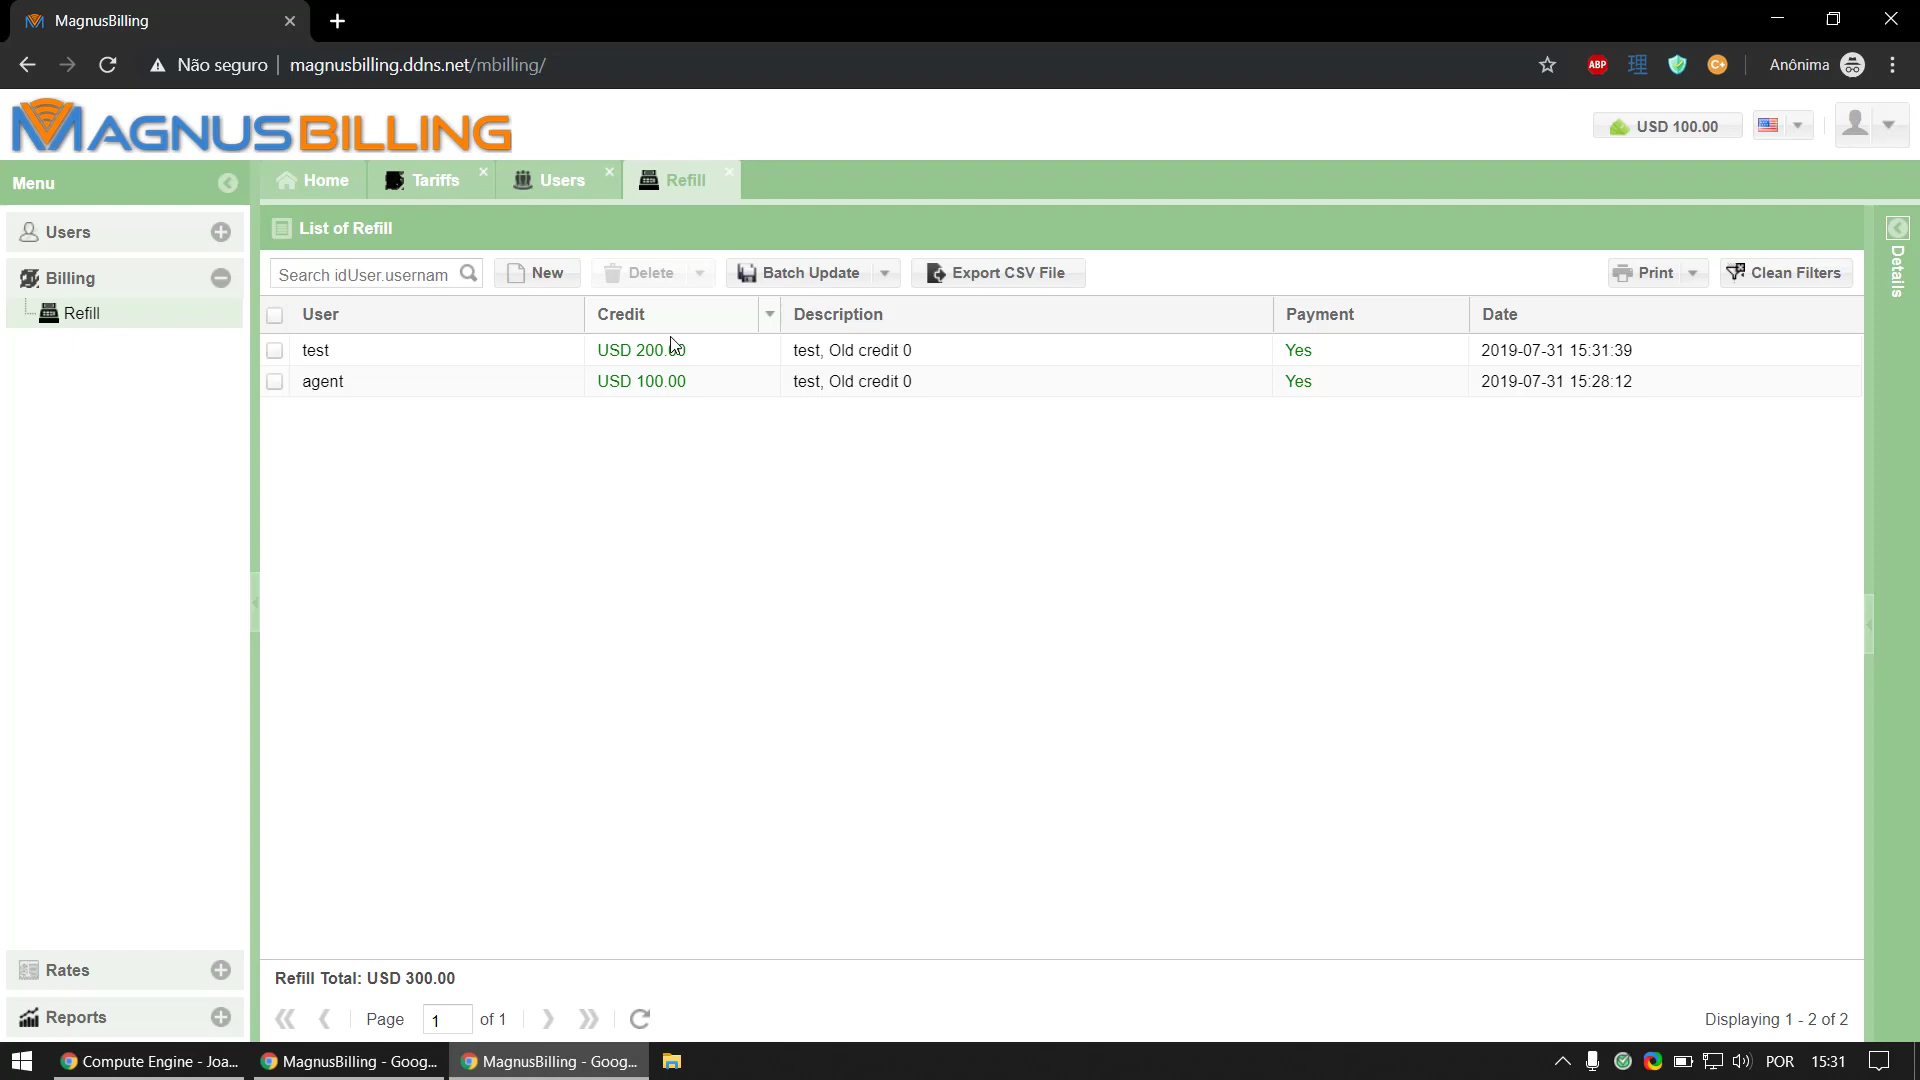 MagnusBilling
Não seguro | magnusbilling.ddns.net/mbilling/
ABP
理
C+
Anônima
MAGNUSBILLING
USD 100.00
Menu
Home
Tariffs
Users
Refill
Users
List of Refill
Details
Search idUser.usernam
New
Delete
Batch Update
Export CSV File
Print
Clean Filters
Billing
Refill
User
Credit
Description
Payment
Date
test
USD 200.00
test, Old credit 0
Yes
2019-07-31 15:31:39
agent
USD 100.00
test, Old credit 0
Yes
2019-07-31 15:28:12
Rates
Reports
Refill Total: USD 300.00
Page 1 of 1
Displaying 1 - 2 of 2
Compute Engine - Joa...
MagnusBilling - Goog...
MagnusBilling - Goog...
POR
15:31